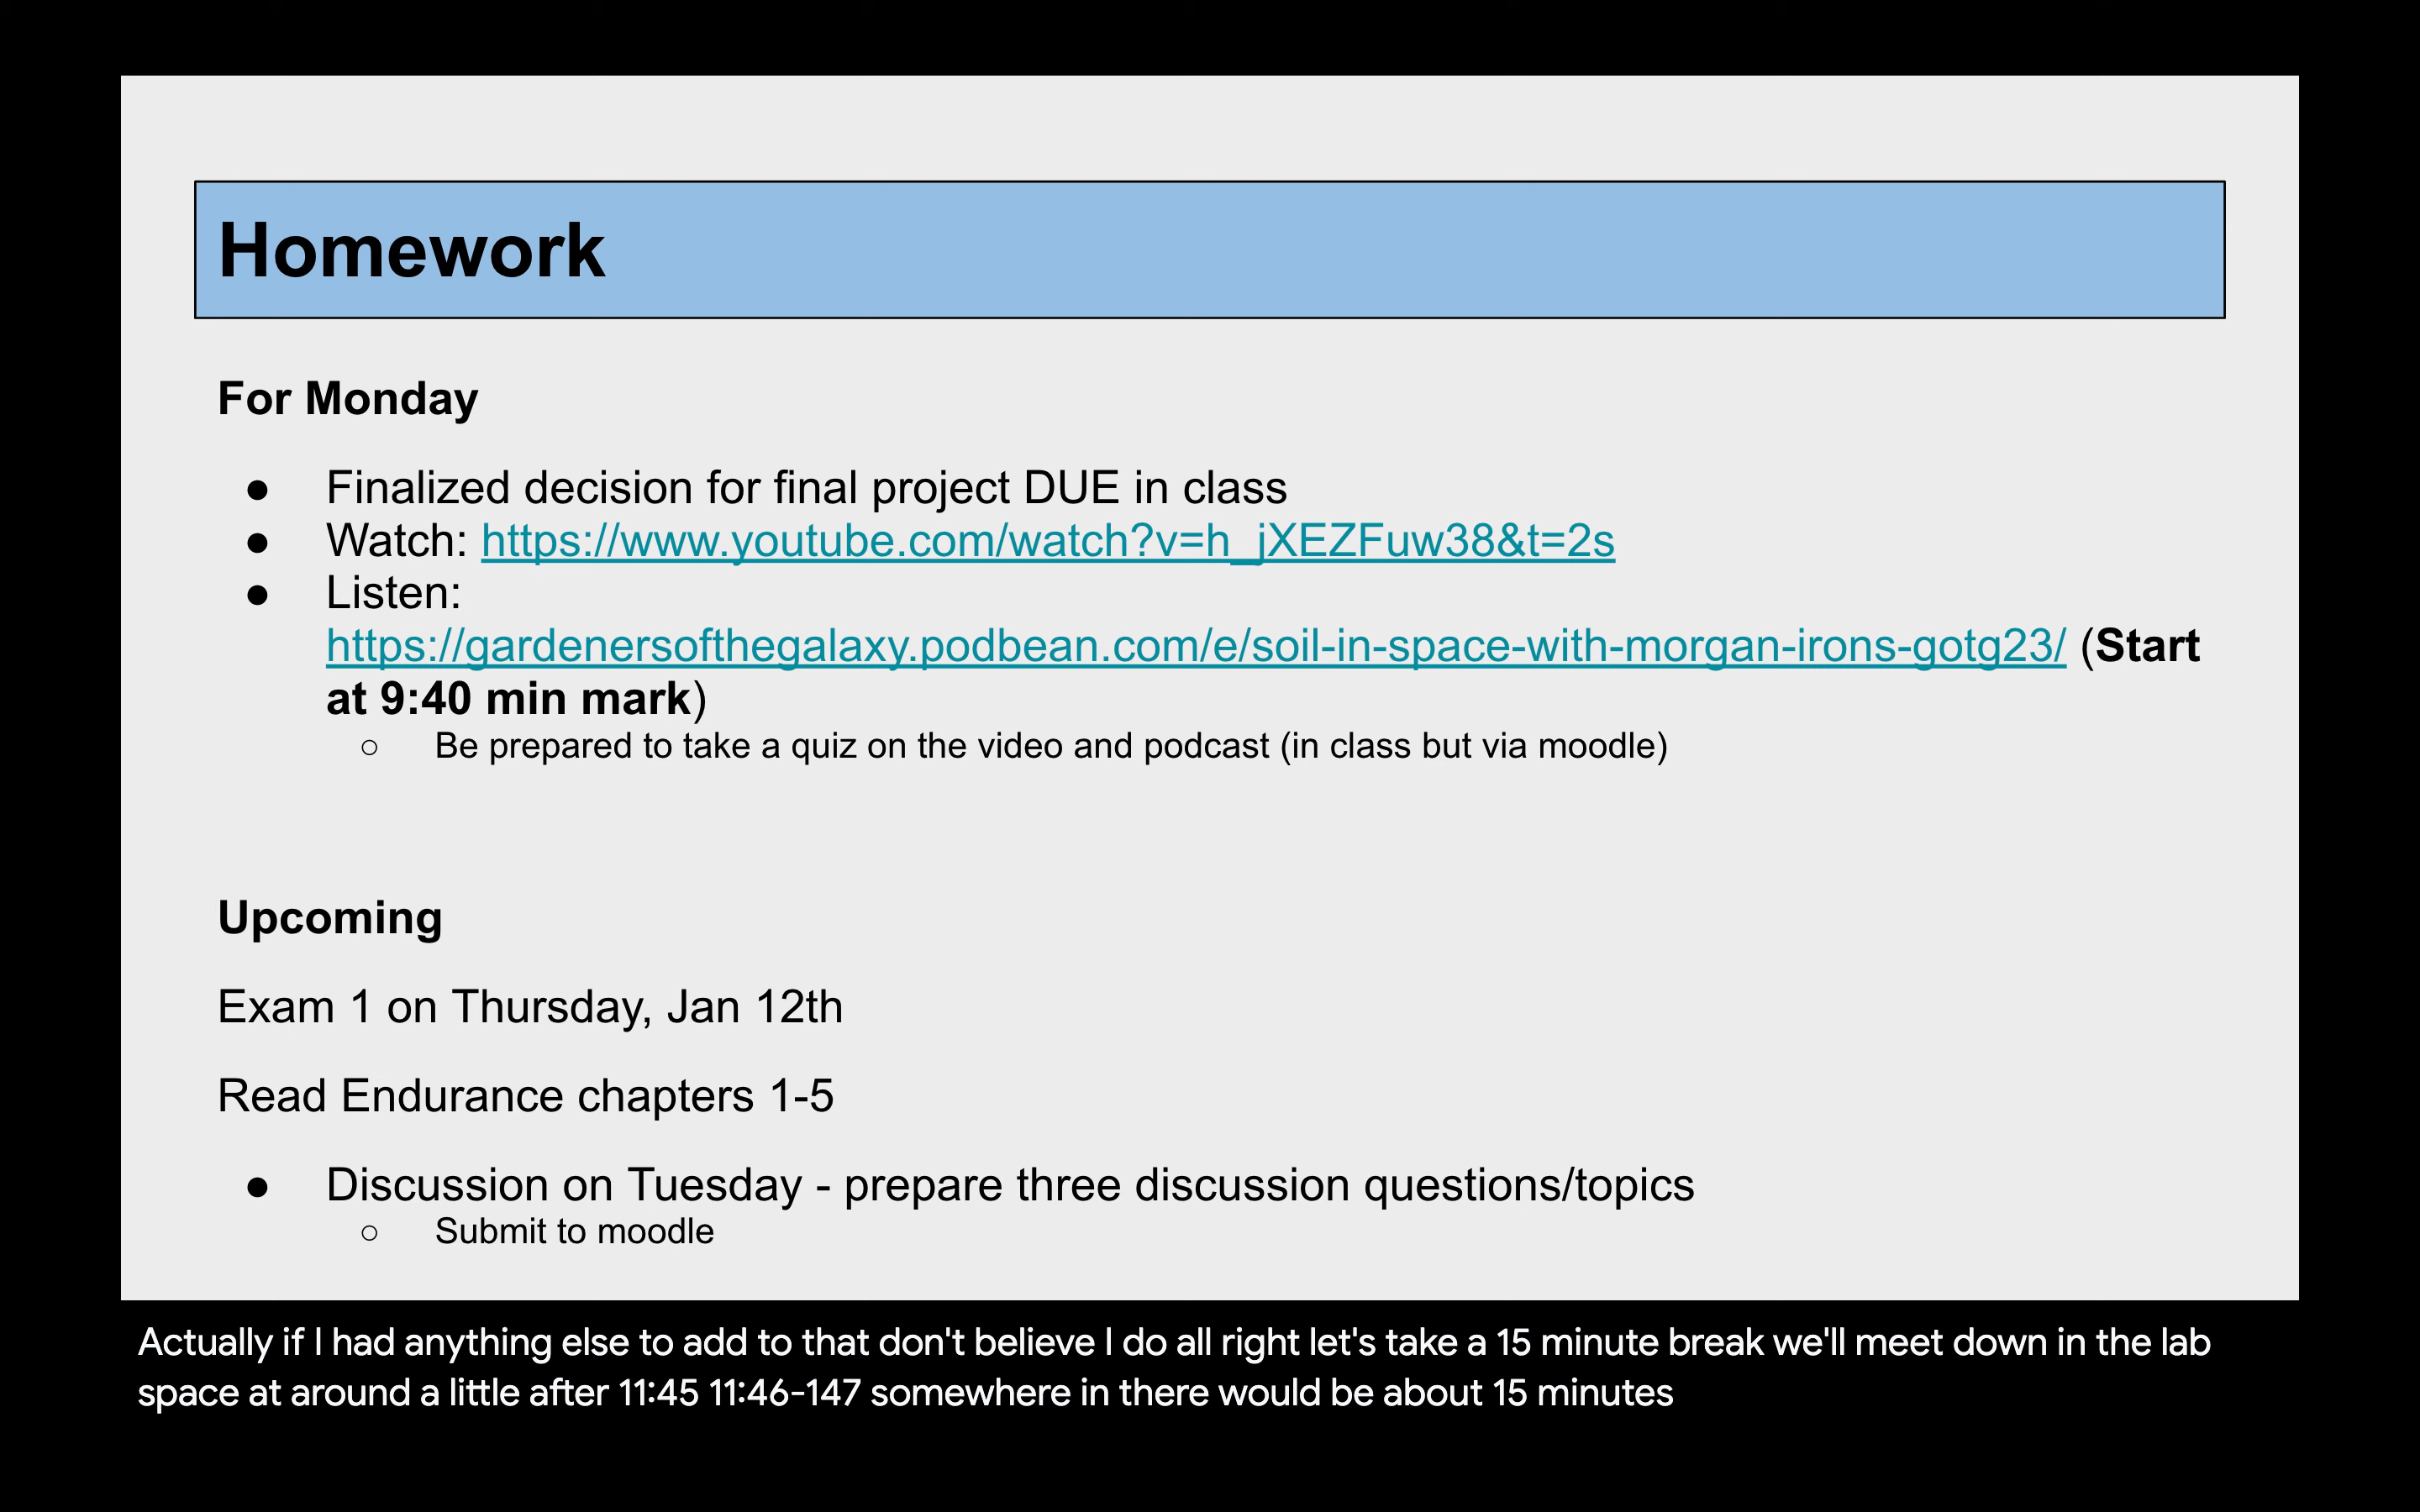 Homework
For Monday
● Finalized decision for final project DUE in class
● Watch: https://www.youtube.com/watch?v=h_jXEZFuw38&t=2s
● Listen:
https://gardenersofthegalaxy.podbean.com/e/soil-in-space-with-morgan-irons-gotg23/ (Start
at 9:40 min mark)
○ Be prepared to take a quiz on the video and podcast (in class but via moodle)
Upcoming
Exam 1 on Thursday, Jan 12th
Read Endurance chapters 1-5
● Discussion on Tuesday - prepare three discussion questions/topics
○ Submit to moodle
Actually if I had anything else to add to that don't believe I do all right let's take a 15 minute break we'll meet down in the lab
space at around a little after 11:45 11:46-147 somewhere in there would be about 15 minutes